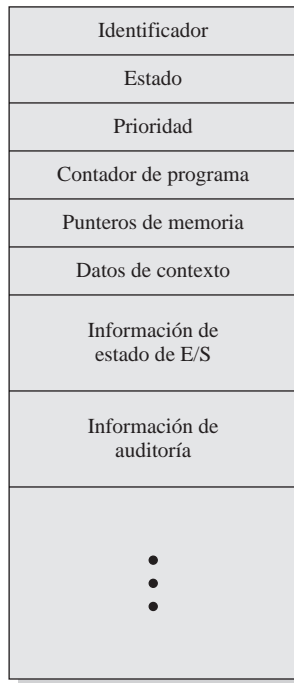 Identificador
Estado
Prioridad
Contador de programa
Punteros de memoria
Datos de contexto
Información de
estado de E/S
Información de
auditoría